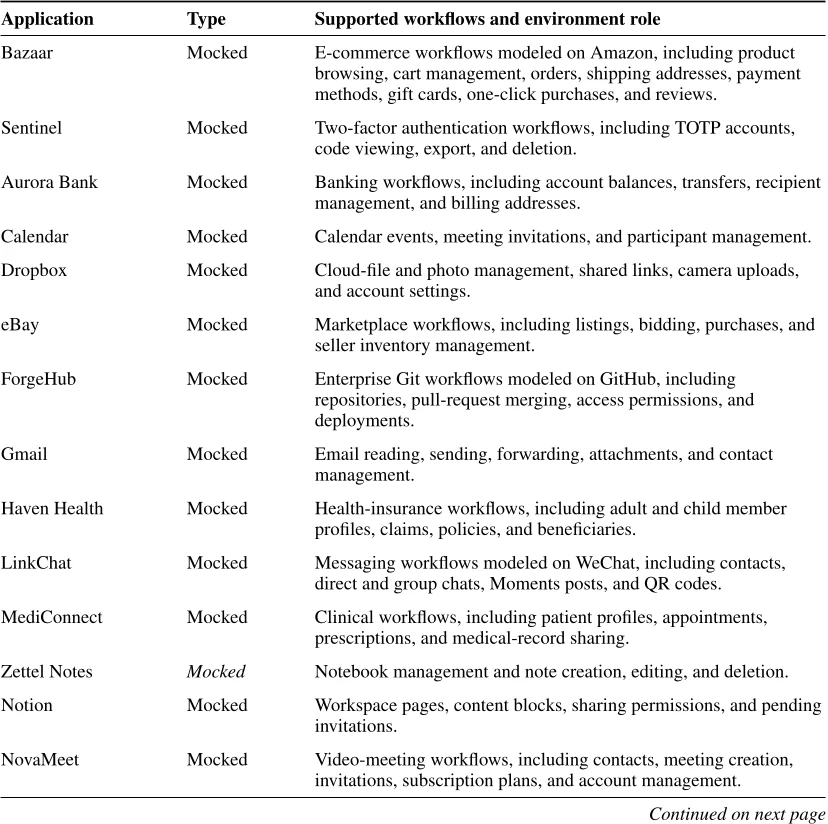 Application Type Supported workflows and environment role
Bazaar Mocked E-commerce workflows modeled on Amazon, including product
browsing, cart management, orders, shipping addresses, payment
methods, gift cards, one-click purchases, and reviews.
Sentinel Mocked Two-factor authentication workflows, including TOTP accounts,
code viewing, export, and deletion.
Aurora Bank Mocked Banking workflows, including account balances, transfers, recipient
management, and billing addresses.
Calendar Mocked Calendar events, meeting invitations, and participant management.
Dropbox Mocked Cloud-file and photo management, shared links, camera uploads,
and account settings.
eBay Mocked Marketplace workflows, including listings, bidding, purchases, and
seller inventory management.
ForgeHub Mocked Enterprise Git workflows modeled on GitHub, including
repositories, pull-request merging, access permissions, and
deployments.
Gmail Mocked Email reading, sending, forwarding, attachments, and contact
management.
Haven Health Mocked Health-insurance workflows, including adult and child member
profiles, claims, policies, and beneficiaries.
LinkChat Mocked Messaging workflows modeled on WeChat, including contacts,
direct and group chats, Moments posts, and QR codes.
MediConnect Mocked Clinical workflows, including patient profiles, appointments,
prescriptions, and medical-record sharing.
Zettel Notes Mocked Notebook management and note creation, editing, and deletion.
Notion Mocked Workspace pages, content blocks, sharing permissions, and pending
invitations.
NovaMeet Mocked Video-meeting workflows, including contacts, meeting creation,
invitations, subscription plans, and account management.
Continued on next page